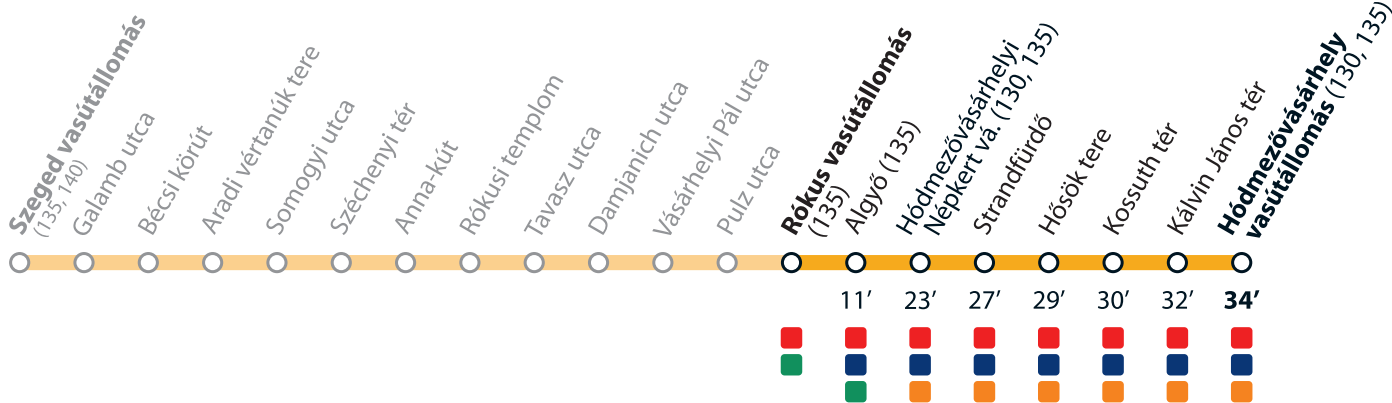 Szeged vasútállomás
(135, 140)
Galamb utca
Bécsi körút
Aradi vértanúk tere
Somogyi utca
Széchenyi tér
Anna-kút
Rókusi templom
Tavasz utca
Damjanich utca
Vásárhelyi Pál utca
Pulz utca
Rókus vasútállomás
(135)
Algyő (135)
Hódmezővásárhelyi
Népkert vá. (130, 135)
Strandfürdő
Hősök tere
Kossuth tér
Kálvin János tér
Hódmezővásárhely
vasútállomás (130, 135)
11’
23’
27’
29’
30’
32’
34’